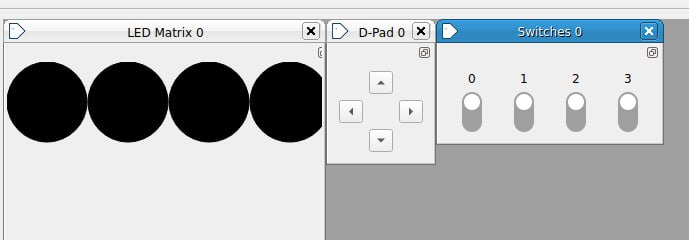 LED Matrix 0
D-Pad 0
Switches 0
0 1 2 3